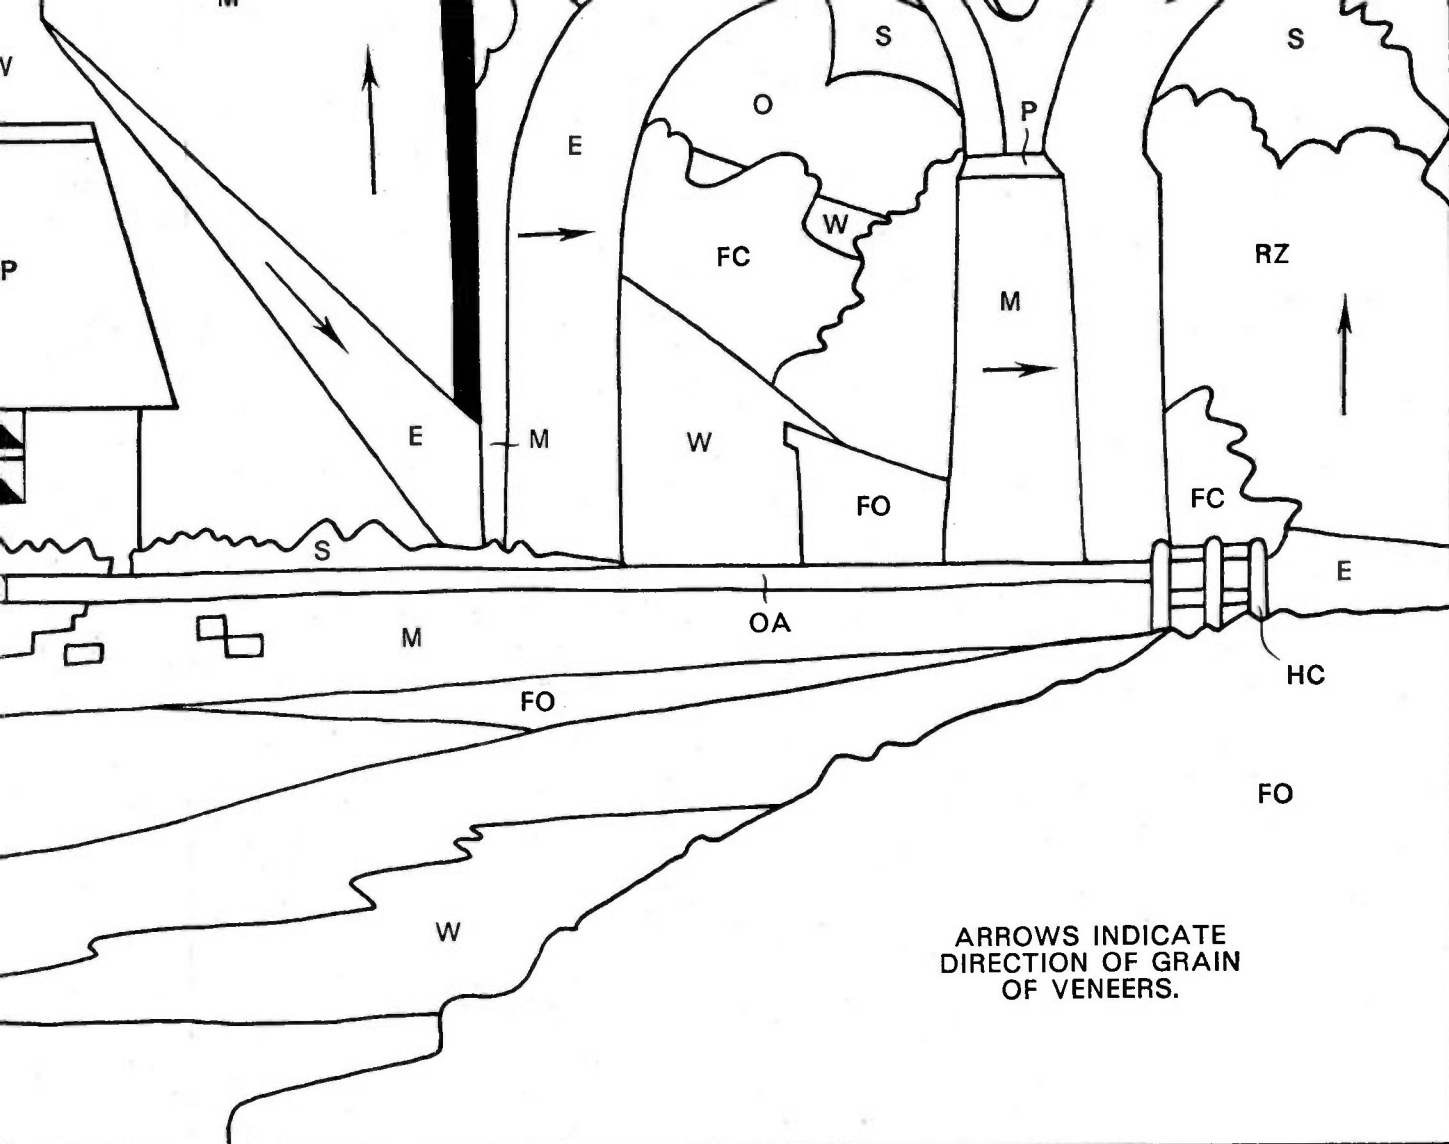 M
S
S
O
P
E
W
FC
RZ
P
M
E
M
W
FC
FO
S
E
OA
M
HC
FO
FO
W
ARROWS INDICATE
DIRECTION OF GRAIN
OF VENEERS.